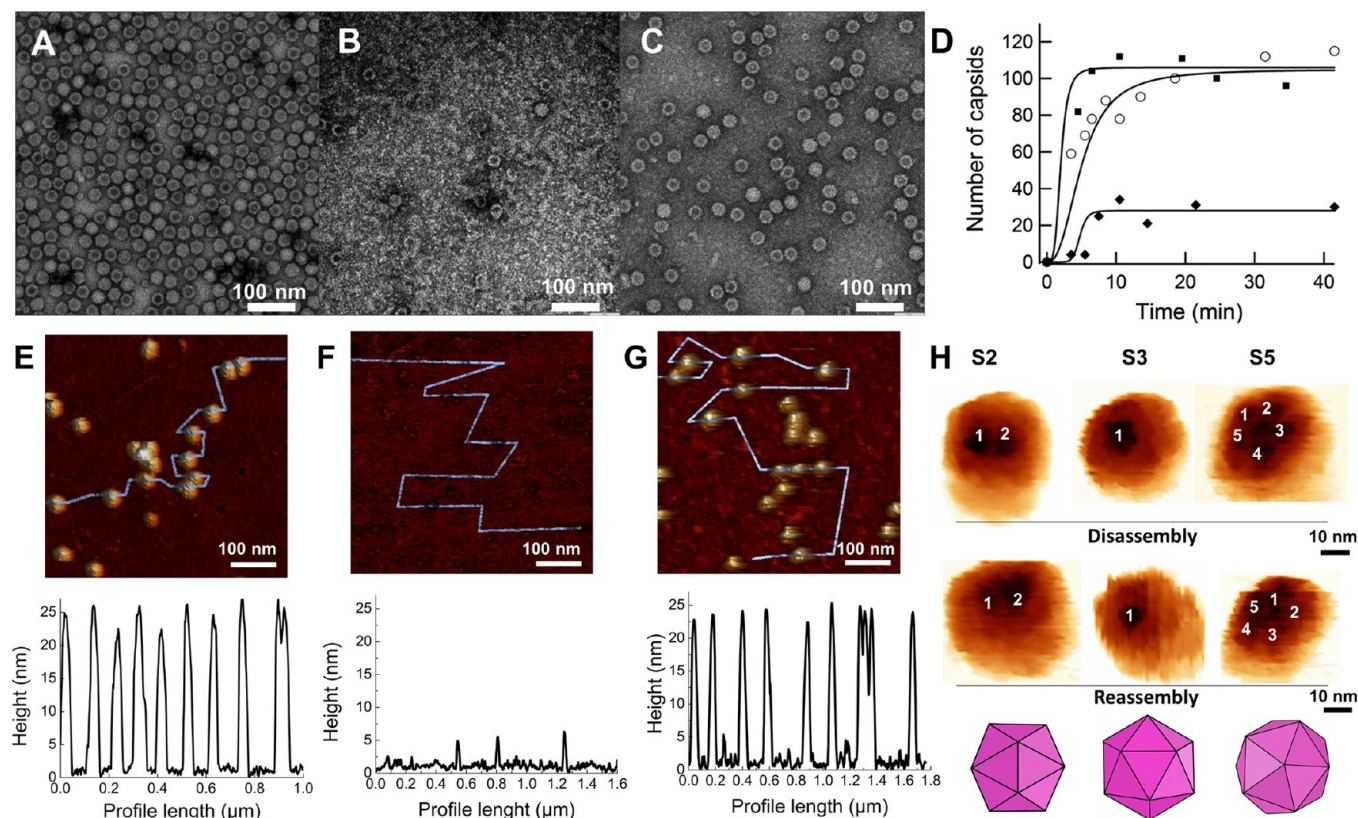 A
B
C
100 nm
100 nm
100 nm
D
Number of capsids
120
100
80
60
40
20
0
0
10
20
30
40
Time (min)
E
100 nm
F
100 nm
G
100 nm
Height (nm)
25
20
15
10
5
0
0.0 0.2 0.4 0.6 0.8 1.0
Profile length (μm)
Height (nm)
25
20
15
10
5
0
0.0 0.2 0.4 0.6 0.8 1.0 1.2 1.4 1.6
Profile lenght (μm)
Height (nm)
25
20
15
10
5
0
0.0 0.2 0.4 0.6 0.8 1.0 1.2 1.4 1.6 1.8
Profile length (μm)
H
S2 S3 S5
1 2
1
1 2 3 4 5
Disassembly
10 nm
1 2
1
5 1 2 4 3
Reassembly
10 nm